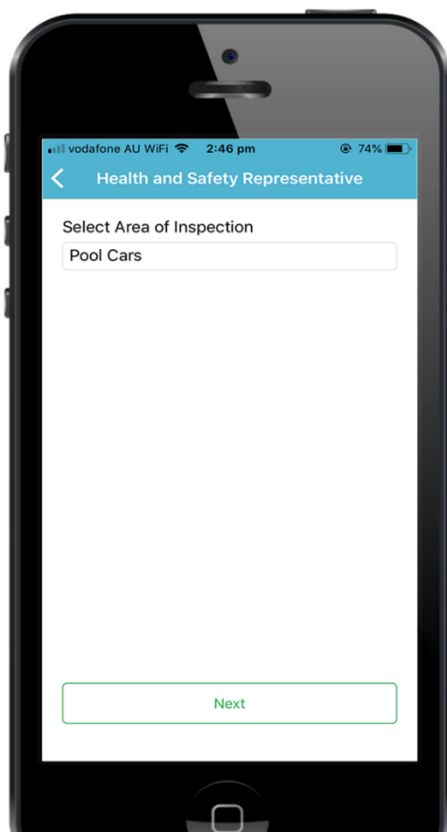 vodafone AU WiFi 2:46 pm 74%
Health and Safety Representative
Select Area of Inspection
Pool Cars
Next